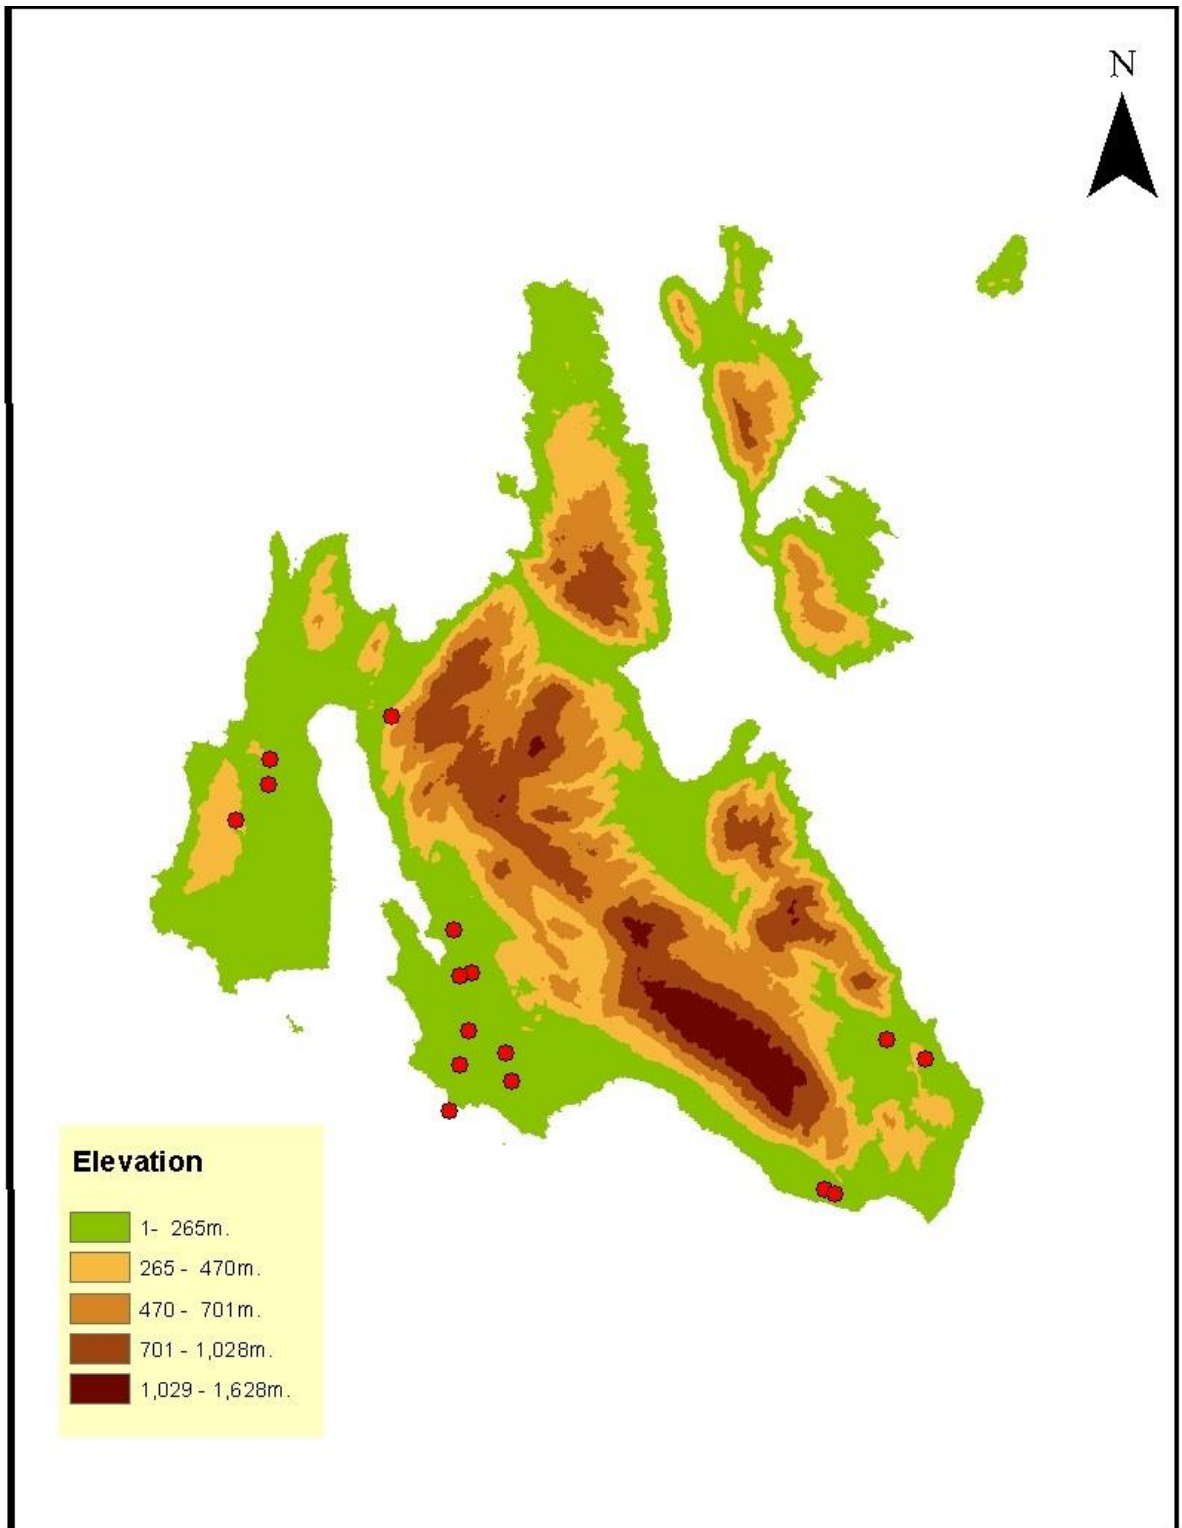 N
Elevation
1- 265m.
265 - 470m.
470 - 701m.
701 - 1,028m.
1,029 - 1,628m.